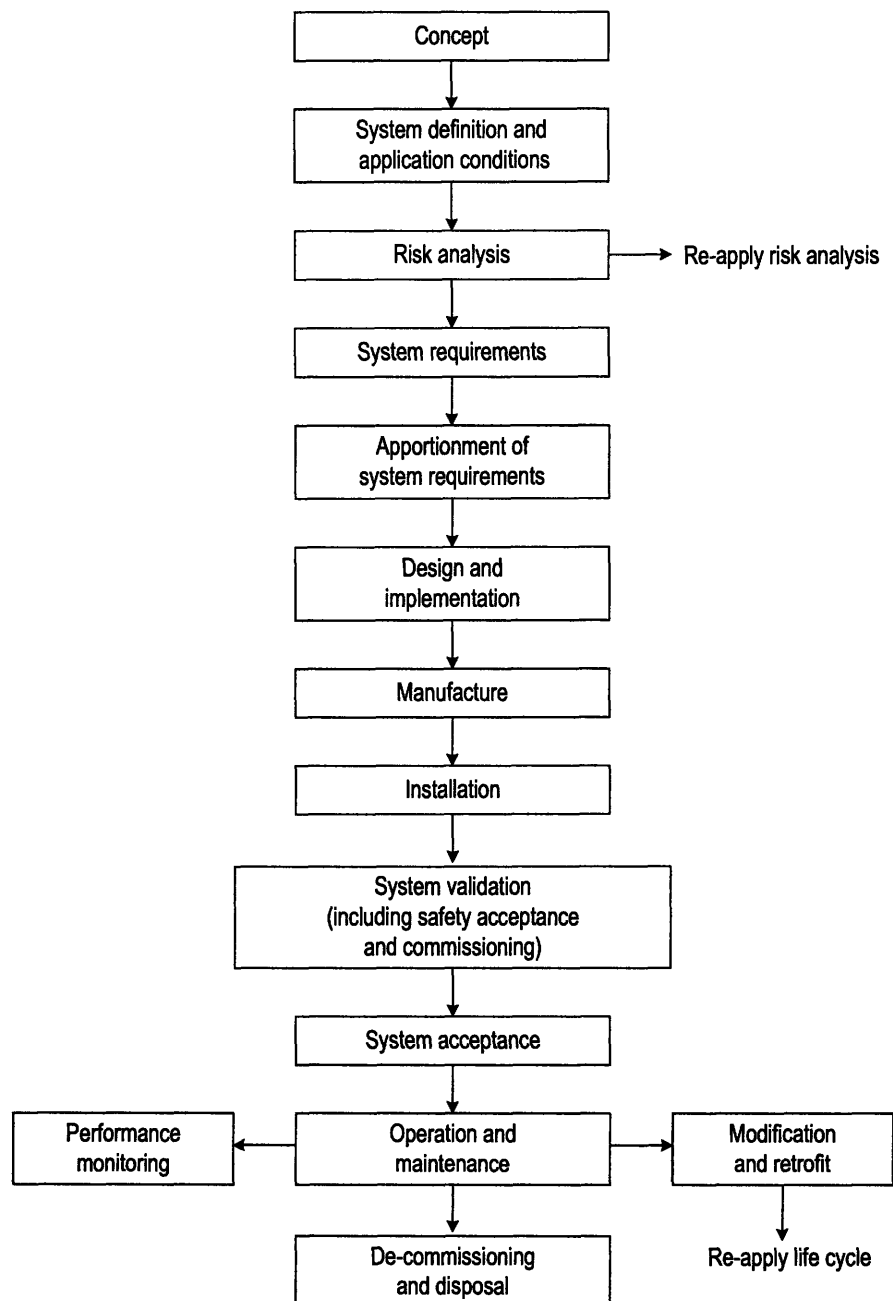 Concept
System definition and
application conditions
Risk analysis
Re-apply risk analysis
System requirements
Apportionment of
system requirements
Design and
implementation
Manufacture
Installation
System validation
(including safety acceptance
and commissioning)
System acceptance
Performance
monitoring
Operation and
maintenance
Modification
and retrofit
De-commissioning
and disposal
Re-apply life cycle